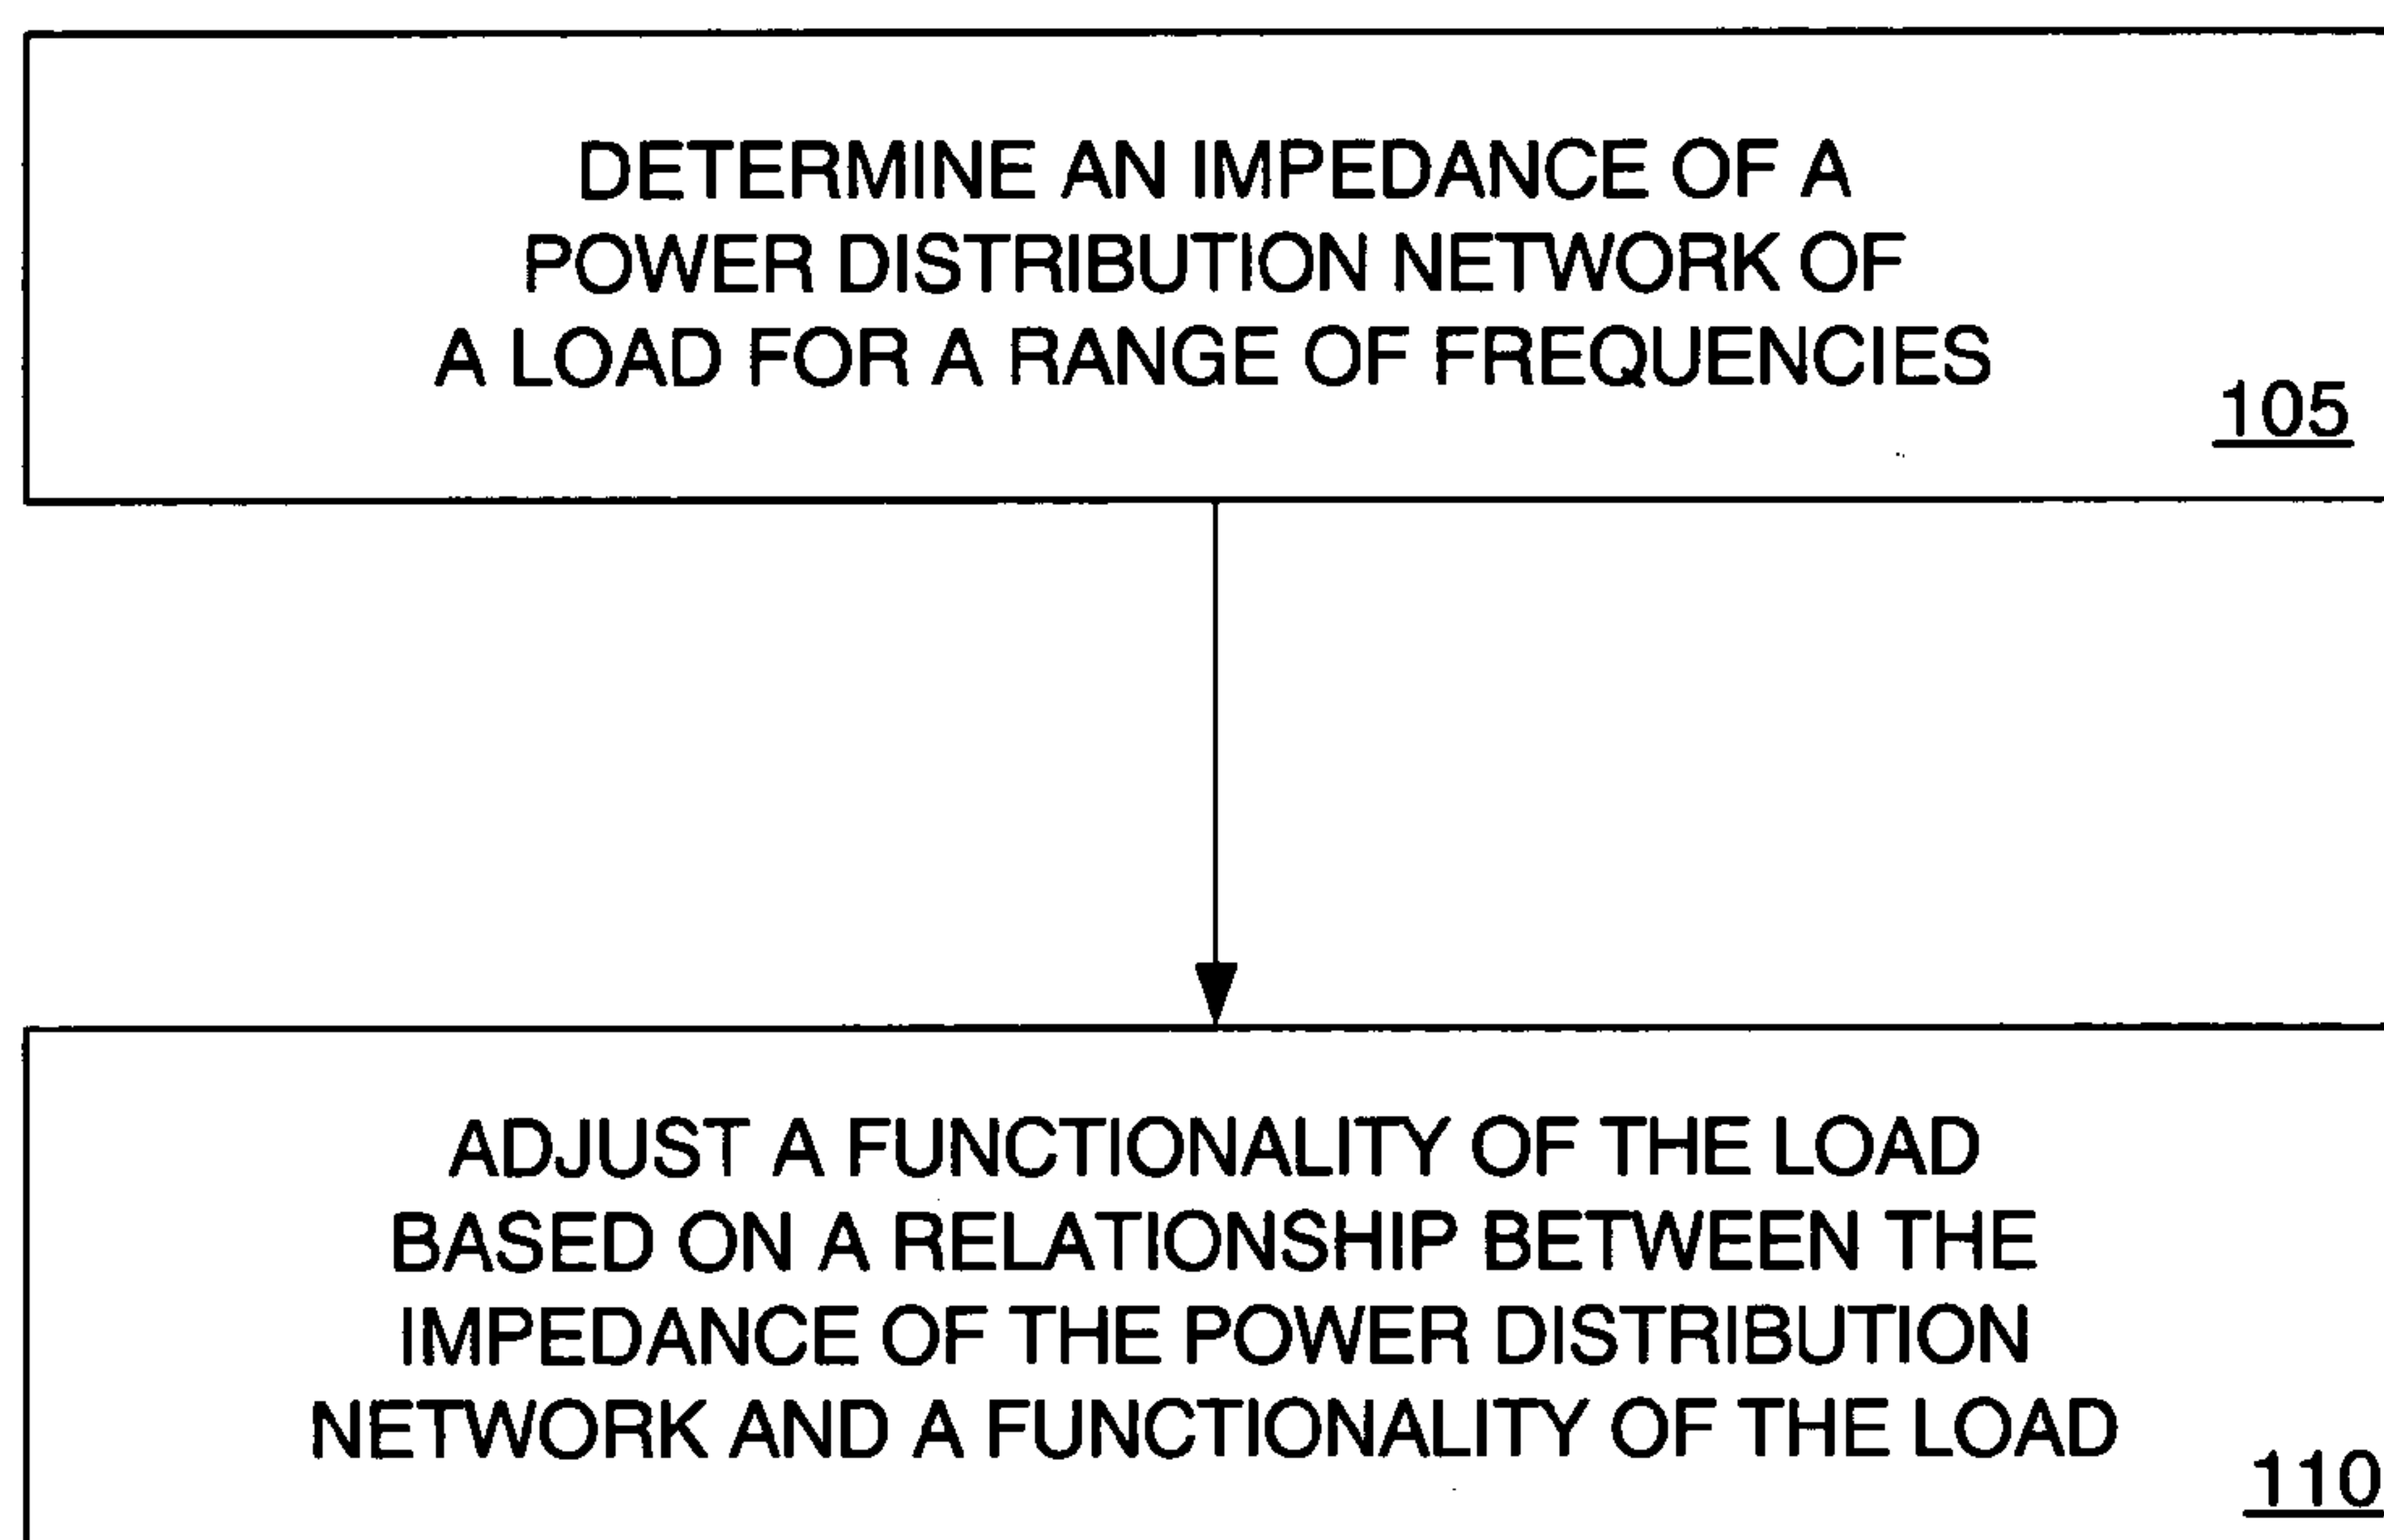 DETERMINE AN IMPEDANCE OF A
POWER DISTRIBUTION NETWORK OF
A LOAD FOR A RANGE OF FREQUENCIES
105
ADJUST A FUNCTIONALITY OF THE LOAD
BASED ON A RELATIONSHIP BETWEEN THE
IMPEDANCE OF THE POWER DISTRIBUTION
NETWORK AND A FUNCTIONALITY OF THE LOAD
110